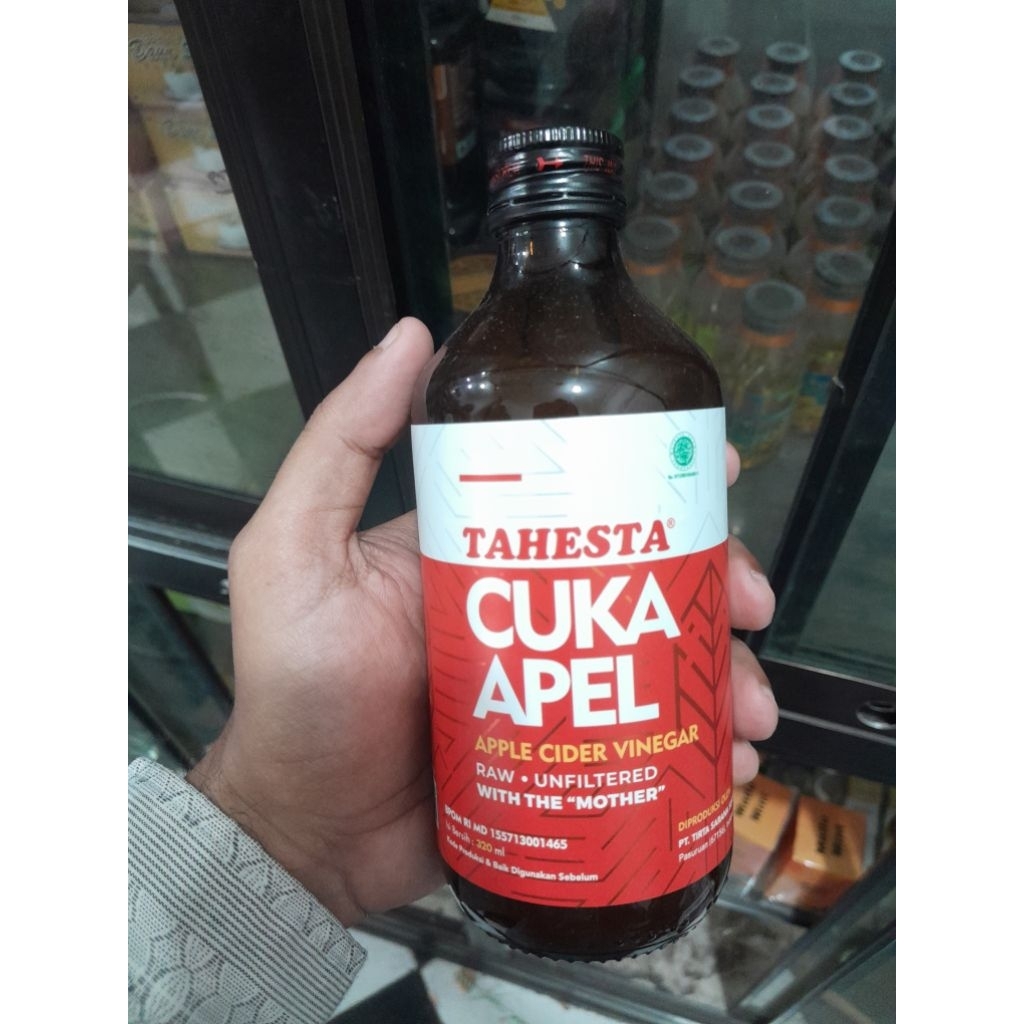 TAHESTA®
CUKA
APEL
APPLE CIDER VINEGAR
RAW • UNFILTERED
WITH THE “MOTHER”
BPOM RI MD 155713001465
Isi Bersih : 320 ml
Kode Produksi & Baik Digunakan Sebelum
DIPRODUKSI OLEH
PT. TIRTA
Pasuruan